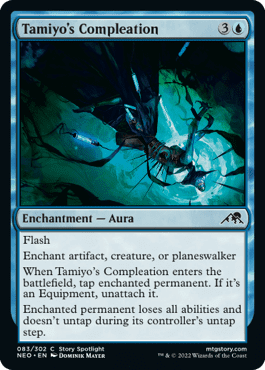 Tamiyo's Compleation 3
Enchantment — Aura
Flash
Enchant artifact, creature, or planeswalker
When Tamiyo's Compleation enters the
battlefield, tap enchanted permanent. If it's
an Equipment, unattach it.
Enchanted permanent loses all abilities and
doesn't untap during its controller's untap
step.
083/302 C Story Spotlight mtgstory.com
NEO • EN Dominik Mayer ™ & © 2022 Wizards of the Coast